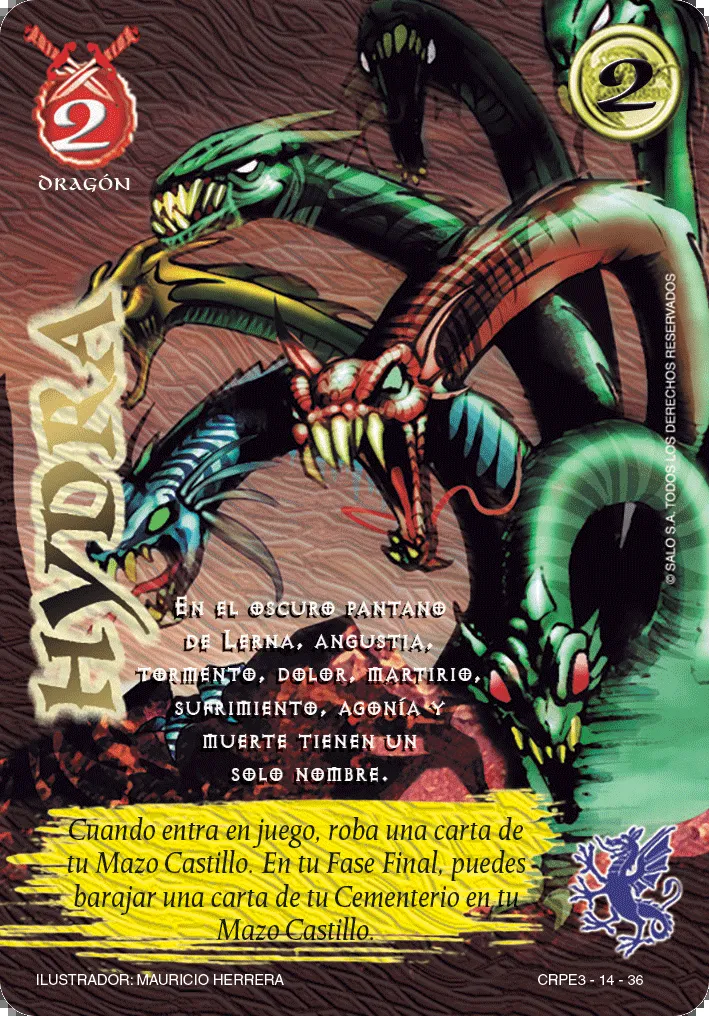 2
DRAGÓN
2
HYDRA
© SALO S.A. TODOS LOS DERECHOS RESERVADOS
En el oscuro pantano
de Lerna, angustia,
tormento, dolor, martirio,
sufrimiento, agonía y
muerte tienen un
solo nombre.
Cuando entra en juego, roba una carta de
tu Mazo Castillo. En tu Fase Final, puedes
barajar una carta de tu Cementerio en tu
Mazo Castillo.
ILUSTRADOR: MAURICIO HERRERA
CRPE3 - 14 - 36